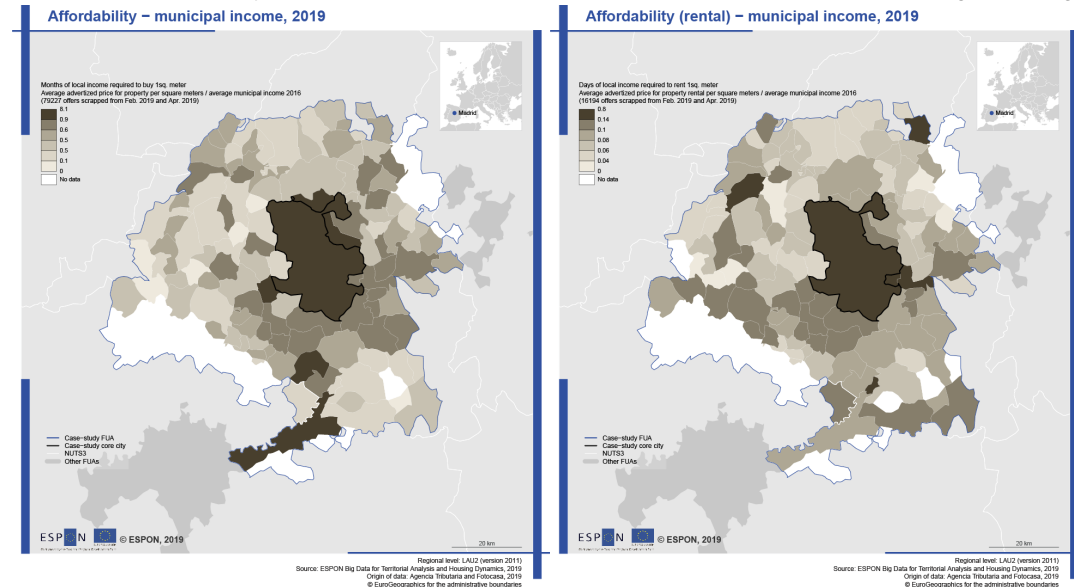 Affordability − municipal income, 2019
Months of local income required to buy 1sq. meter
Average advertized price for property per square meters / average municipal income 2016
(79227 offers scrapped from Feb. 2019 and Apr. 2019)
8.1
0.9
0.6
0.5
0.5
0.1
0
No data
Madrid
Case−study FUA
Case−study core city
NUTS3
Other FUAs
ESPON
© ESPON, 2019
20 km
Regional level: LAU2 (version 2011)
Source: ESPON Big Data for Territorial Analysis and Housing Dynamics, 2019
Origin of data: Agencia Tributaria and Fotocasa, 2019
© EuroGeographics for the administrative boundaries
Affordability (rental) − municipal income, 2019
Days of local income required to rent 1sq. meter
Average advertized price for property rental per square meters / average municipal income 2016
(16194 offers scrapped from Feb. 2019 and Apr. 2019)
0.8
0.14
0.1
0.08
0.06
0.04
0
No data
Madrid
Case−study FUA
Case−study core city
NUTS3
Other FUAs
ESPON
© ESPON, 2019
20 km
Regional level: LAU2 (version 2011)
Source: ESPON Big Data for Territorial Analysis and Housing Dynamics, 2019
Origin of data: Agencia Tributaria and Fotocasa, 2019
© EuroGeographics for the administrative boundaries